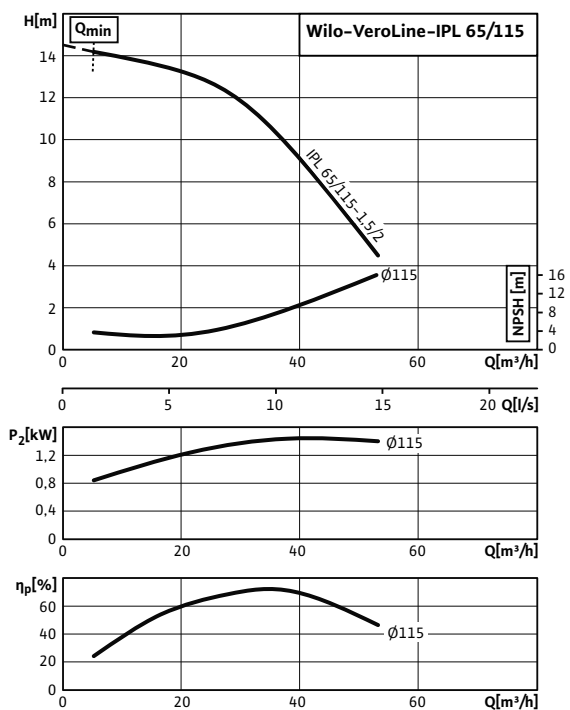 H[m]
Qmin
Wilo-VeroLine-IPL 65/115
14
12
10
8
6
4
2
0
IPL 65/115-1,5/2
Ø115
NPSH [m]
16
12
8
4
0
0
20
40
60
Q[m³/h]
0
5
10
15
20
Q[l/s]
P2[kW]
1,2
0,8
0,4
0
Ø115
0
20
40
60
Q[m³/h]
ηp[%]
60
40
20
0
Ø115
0
20
40
60
Q[m³/h]